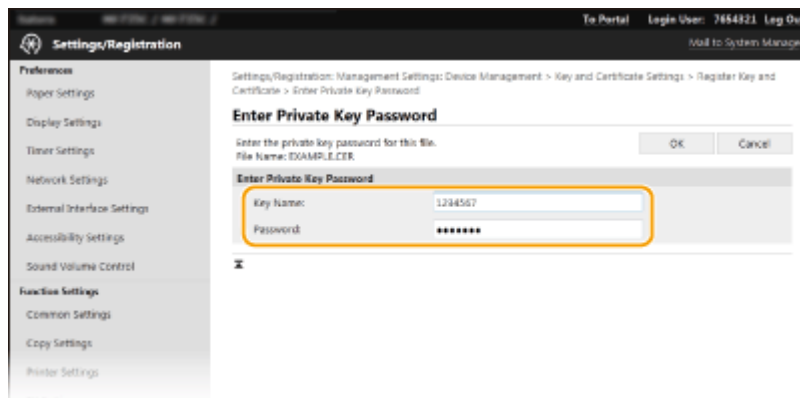 To Portal Login User: 7654321 Log Ou
Settings/Registration
Mail to System Manage
Preferences
Paper Settings
Display Settings
Timer Settings
Network Settings
External Interface Settings
Accessibility Settings
Sound Volume Control
Function Settings
Common Settings
Copy Settings
Printer Settings
Settings/Registration: Management Settings: Device Management > Key and Certificate Settings > Register Key and
Certificate > Enter Private Key Password
Enter Private Key Password
Enter the private key password for this file.
File Name: EXAMPLE.CER
OK Cancel
Enter Private Key Password
Key Name: 1234567
Password: •••••••